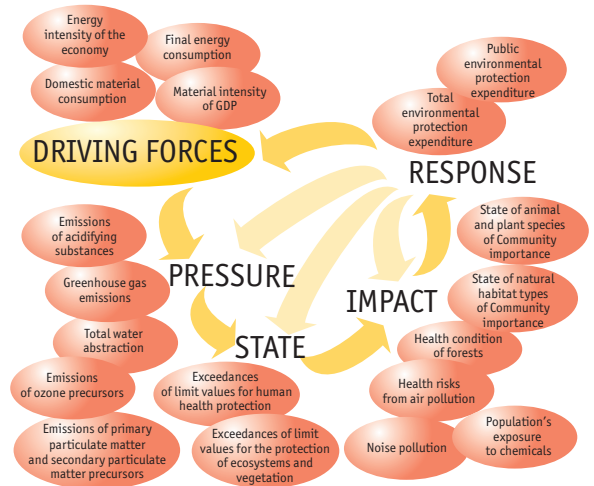 Energy
intensity of the
economy
Final energy
consumption
Domestic material
consumption
Material intensity
of GDP
DRIVING FORCES
Public
environmental
protection
expenditure
Total
environmental
protection
expenditure
RESPONSE
Emissions
of acidifying
substances
Greenhouse gas
emissions
Total water
abstraction
Emissions
of ozone precursors
Emissions of primary
particulate matter
and secondary particulate
matter precursors
PRESSURE
STATE
Exceedances
of limit values for human
health protection
Exceedances of limit
values for the protection
of ecosystems and
vegetation
IMPACT
State of animal
and plant species
of Community
importance
State of natural
habitat types
of Community
importance
Health condition
of forests
Health risks
from air pollution
Noise pollution
Population's
exposure
to chemicals